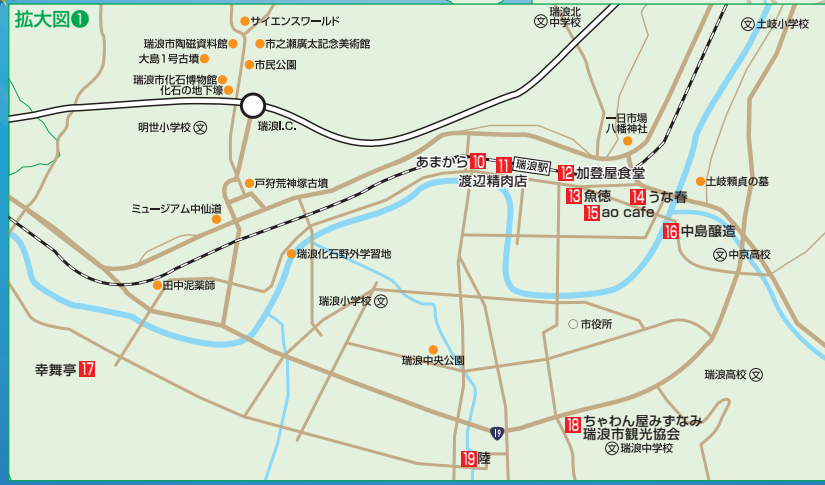 拡大図❶
サイエンスワールド
瑞浪北
中学校
文
文
土岐小学校
瑞浪市陶磁資料館
市之瀬廣太記念美術館
大島1号古墳
市民公園
瑞浪市化石博物館
化石の地下壕
明世小学校
文
瑞浪I.C.
一日市場
八幡神社
あまから
10
11
瑞浪駅
12
加登屋食堂
渡辺精肉店
戸狩荒神塚古墳
13
魚徳
14
うな春
土岐頼貞の墓
ミュージアム中仙道
15
ao cafe
16
中島醸造
瑞浪化石野外学習地
文
中京高校
田中泥薬師
瑞浪小学校
文
市役所
瑞浪中央公園
幸舞亭
17
瑞浪高校
文
18
ちゃわん屋みずなみ
瑞浪市観光協会
19
文
瑞浪中学校
19
陸